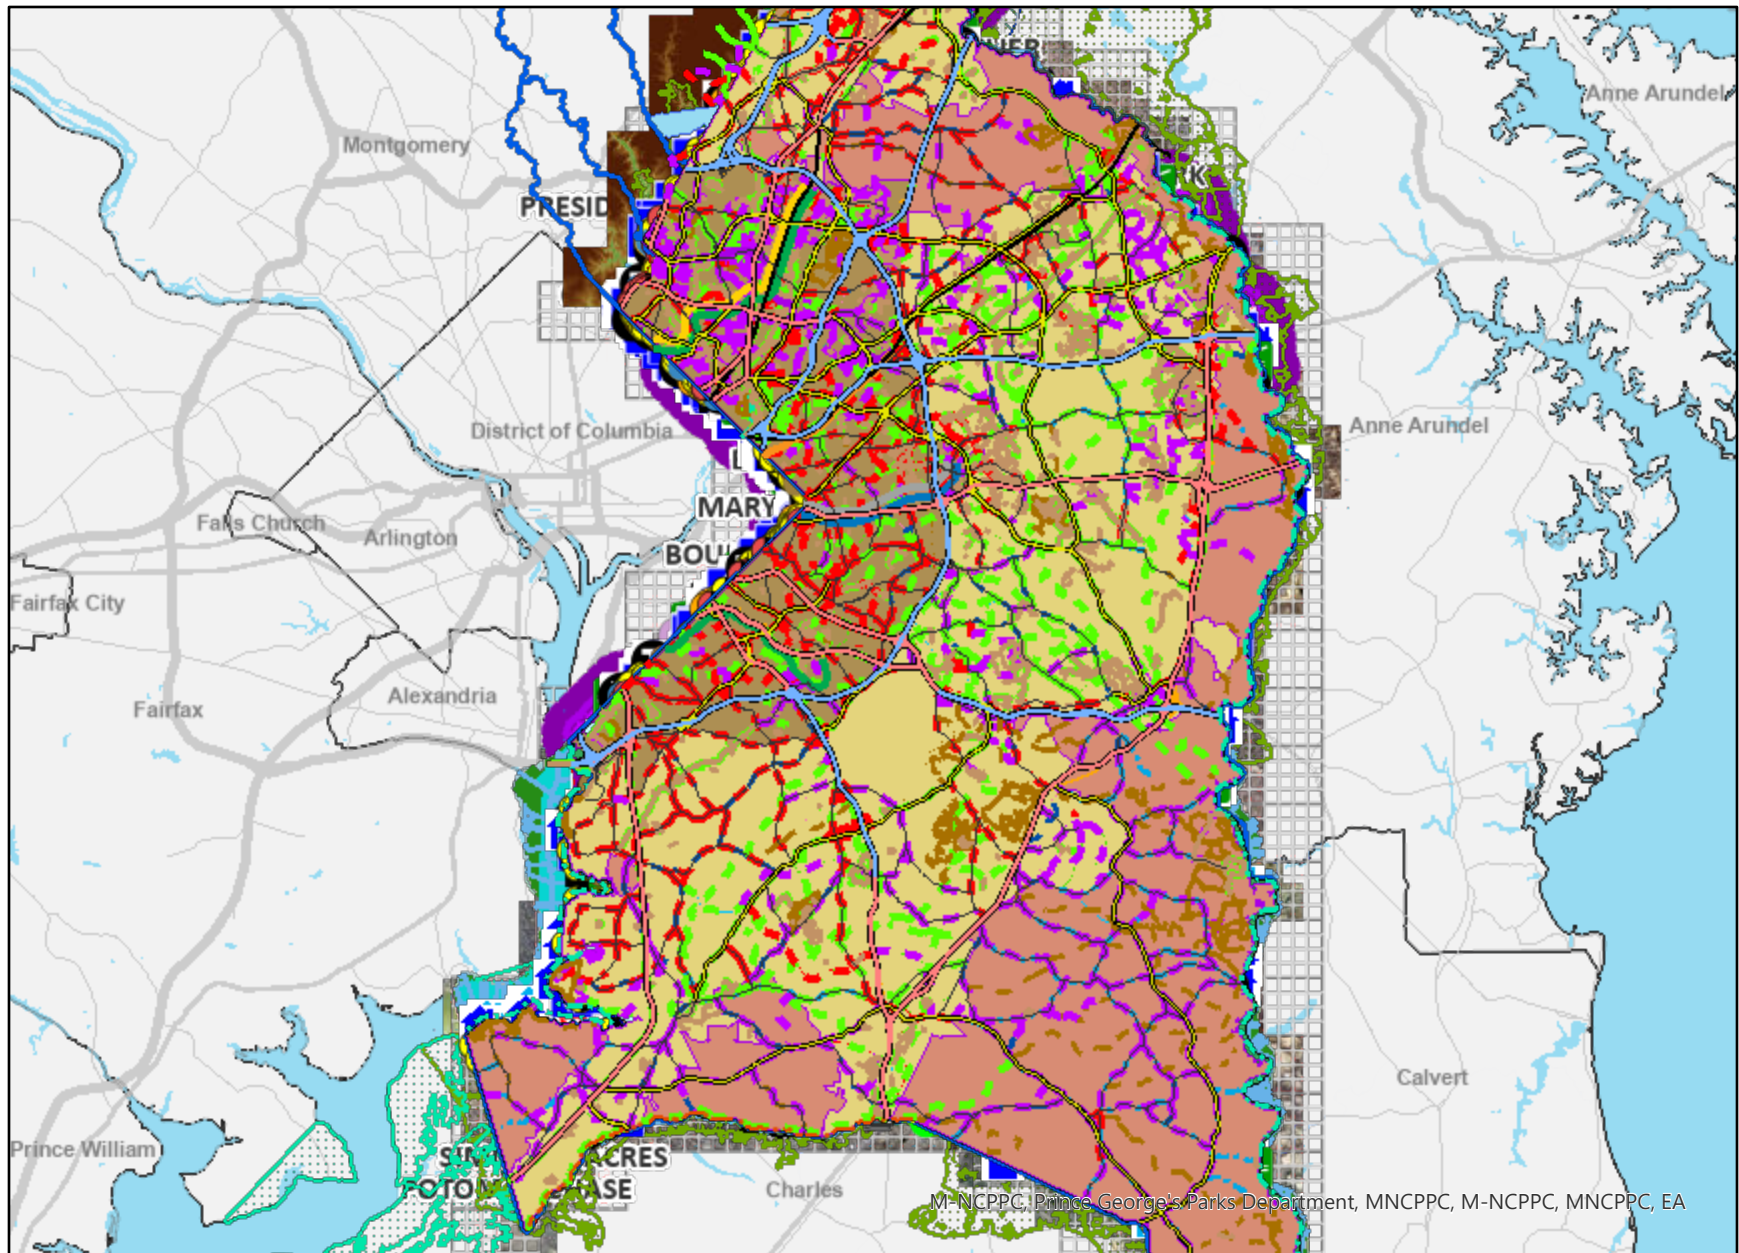 Anne Arundel
Montgomery
PRESID
District of Columbia
Anne Arundel
MARY
Falls Church
Arlington
BOU
Fairfax City
Alexandria
Fairfax
Calvert
Prince William
ACRES
Charles
M-NCPPC, Prince George's Parks Department, MNCPPC, M-NCPPC, MNCPPC, EA